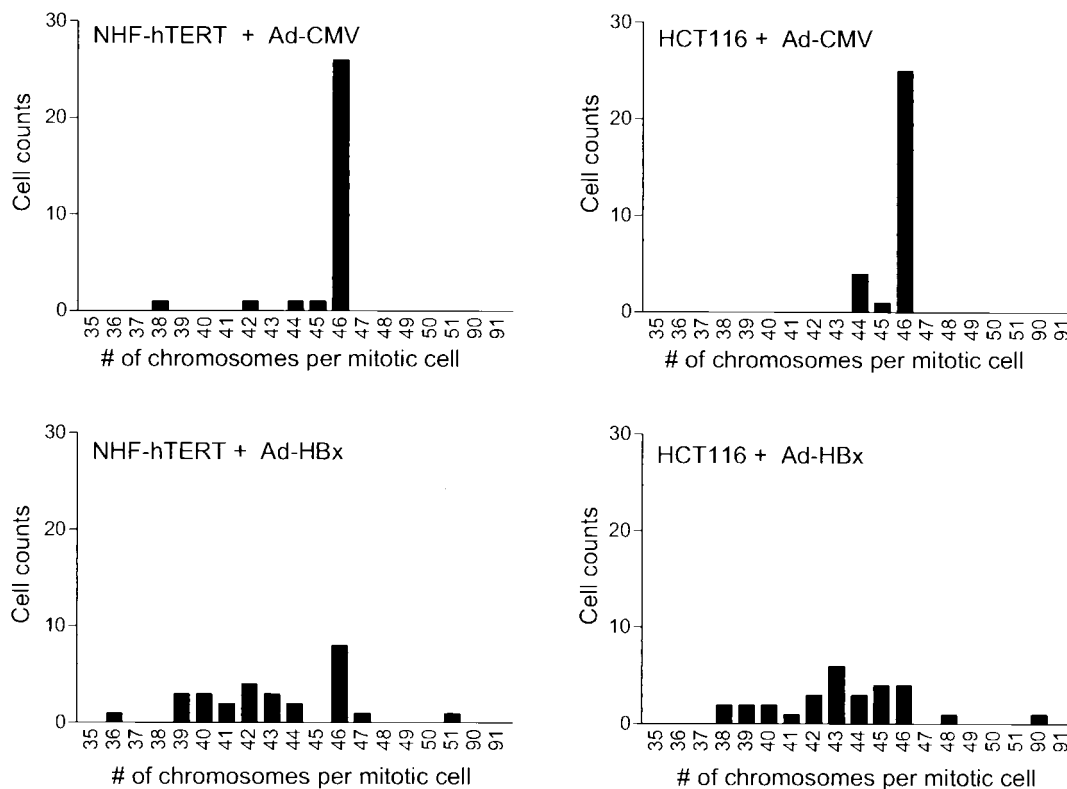 NHF-hTERT + Ad-CMV
Cell counts
30
20
10
0
35 36 37 38 39 40 41 42 43 44 45 46 47 48 49 50 51 90 91
# of chromosomes per mitotic cell
HCT116 + Ad-CMV
Cell counts
30
20
10
0
35 36 37 38 39 40 41 42 43 44 45 46 47 48 49 50 51 90 91
# of chromosomes per mitotic cell
NHF-hTERT + Ad-HBx
Cell counts
30
20
10
0
35 36 37 38 39 40 41 42 43 44 45 46 47 48 49 50 51 90 91
# of chromosomes per mitotic cell
HCT116 + Ad-HBx
Cell counts
30
20
10
0
35 36 37 38 39 40 41 42 43 44 45 46 47 48 49 50 51 90 91
# of chromosomes per mitotic cell